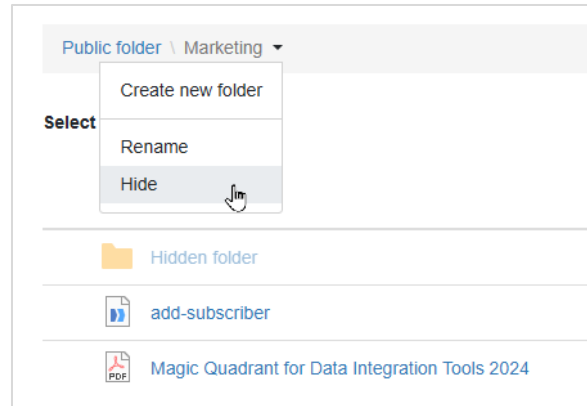 Public folder \ Marketing
Create new folder
Select
Rename
Hide
Hidden folder
add-subscriber
PDF
Magic Quadrant for Data Integration Tools 2024